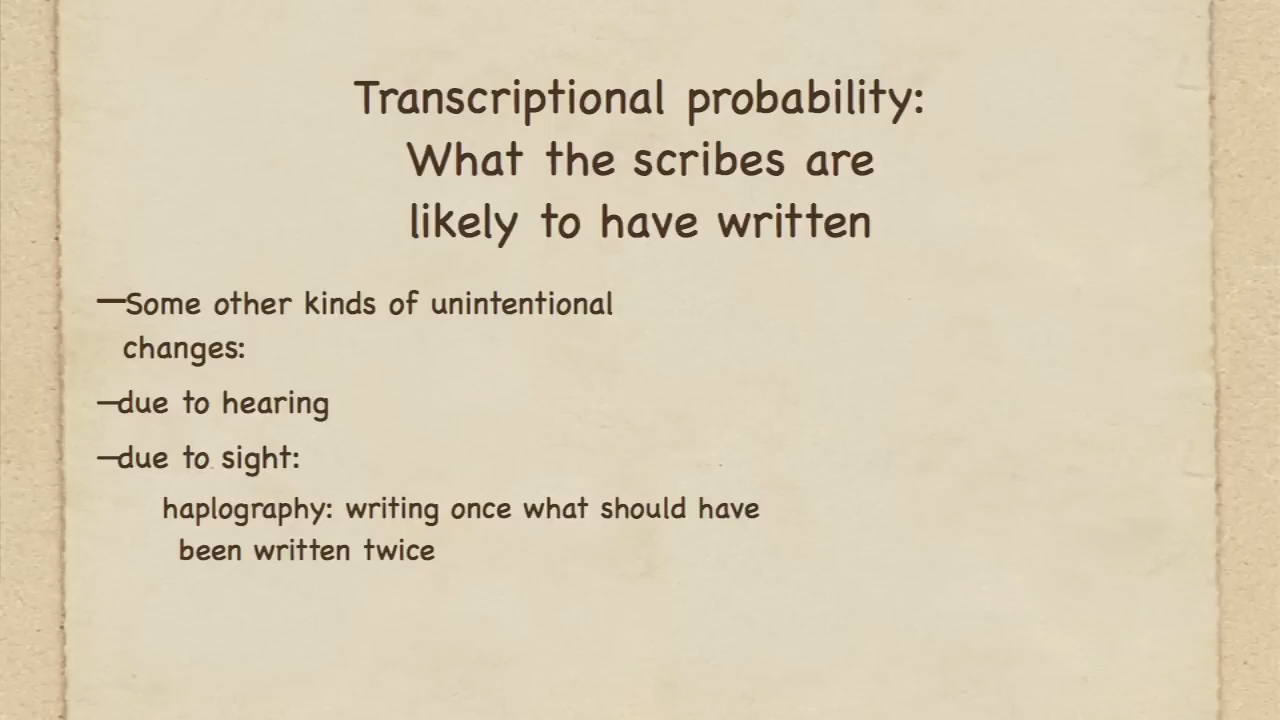 Transcriptional probability:
What the scribes are
likely to have written
—Some other kinds of unintentional
changes:
—due to hearing
—due to sight:
haplography: writing once what should have
been written twice